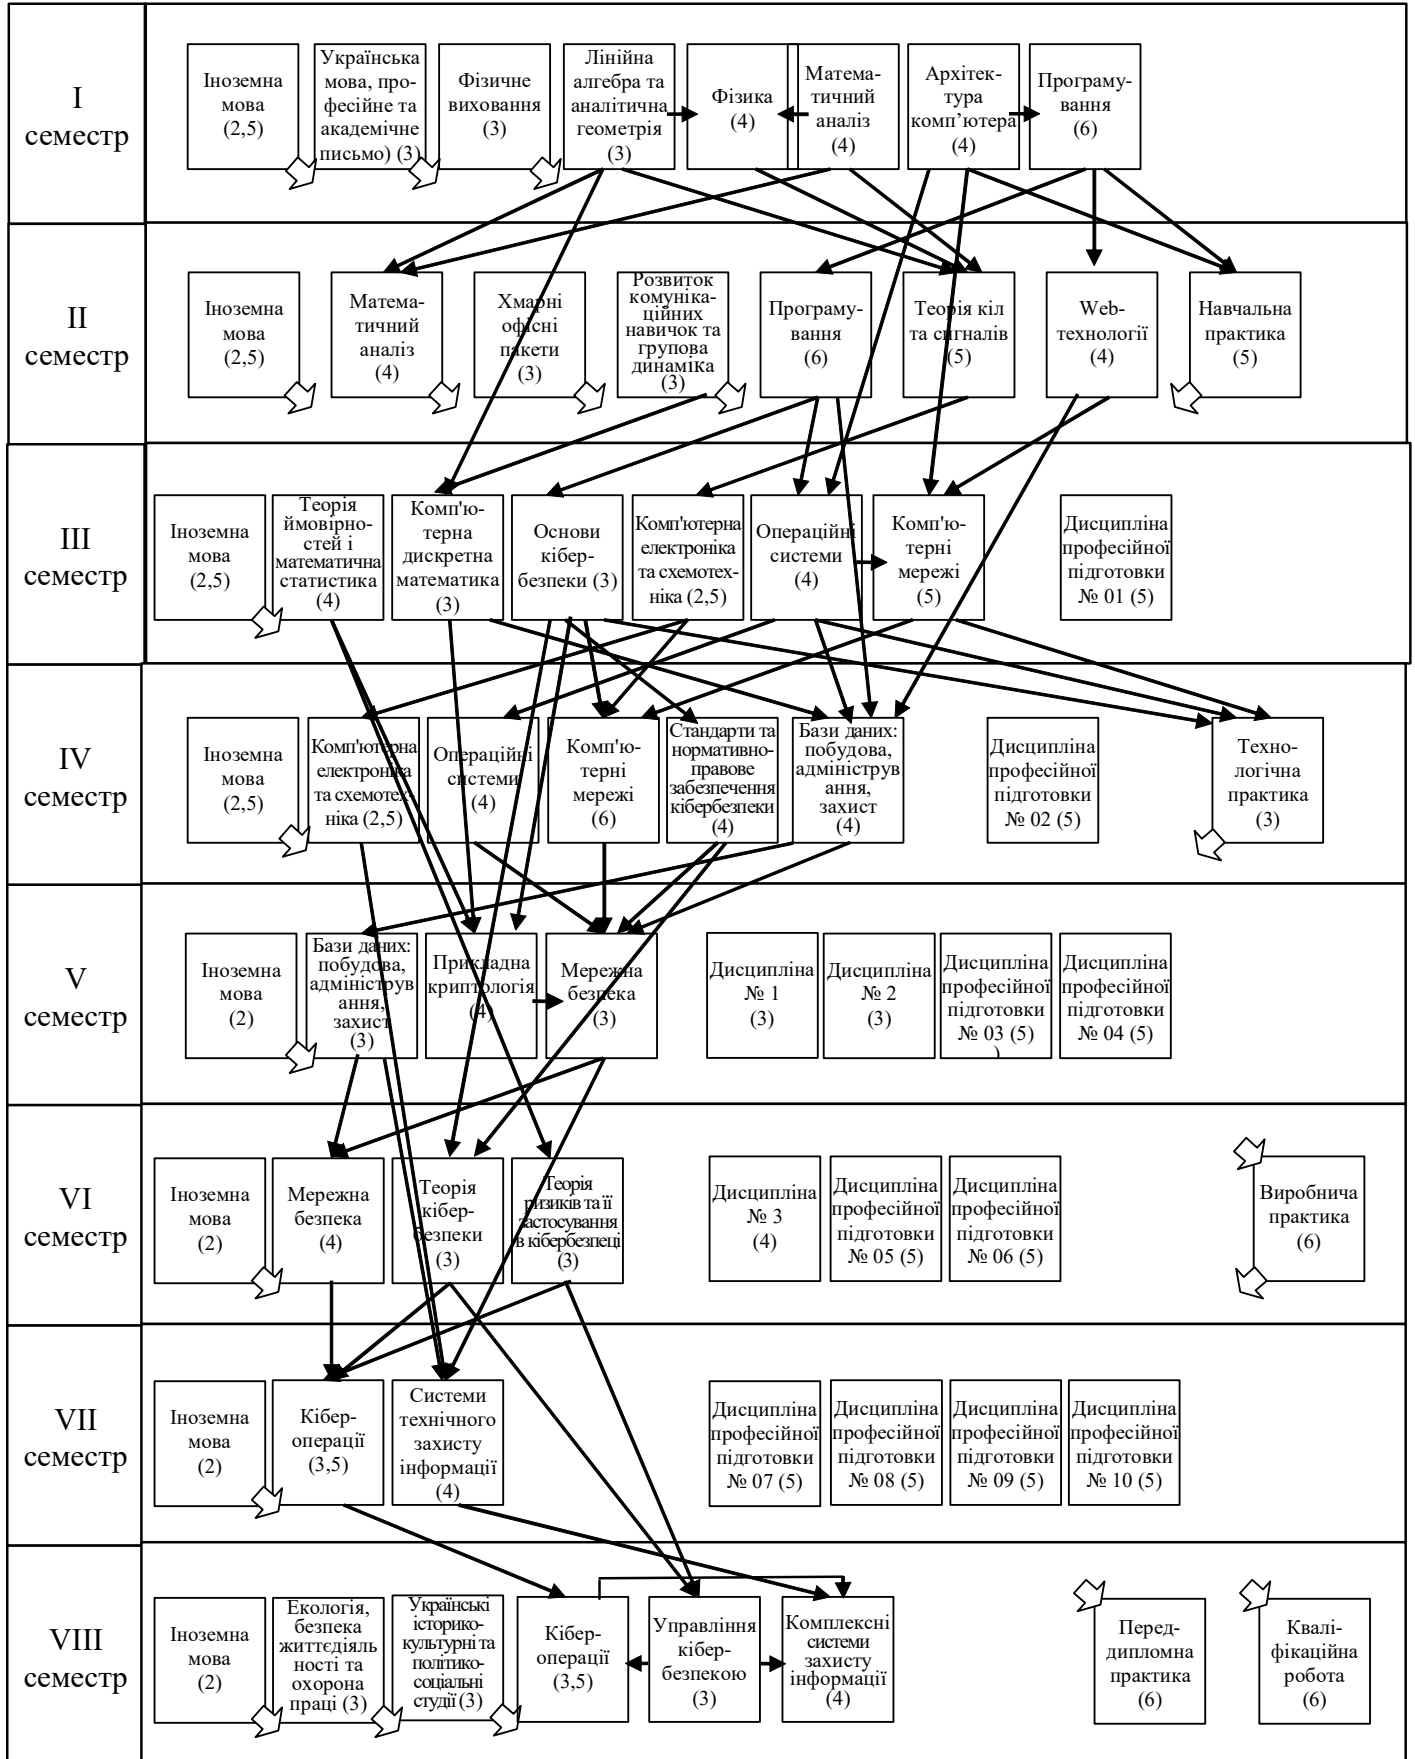 I
семестр
Іноземна
мова
(2,5)
Українська
мова, про-
фесійне та
академічне
письмо) (3)
Фізичне
виховання
(3)
Лінійна
алгебра та
аналітична
геометрія
(3)
Фізика
(4)
Матема-
тичний
аналіз
(4)
Архітек-
тура
комп’ютера
(4)
Програму-
вання
(6)
II
семестр
Іноземна
мова
(2,5)
Матема-
тичний
аналіз
(4)
Хмарні
офісні
пакети
(3)
Розвиток
комуніка-
ційних
навичок та
групова
динаміка
(3)
Програму-
вання
(6)
Теорія кіл
та сигналів
(5)
Web-
технології
(4)
Навчальна
практика
(5)
III
семестр
Іноземна
мова
(2,5)
Теорія
ймовірно-
стей і
математична
статистика
(4)
Комп'ю-
терна
дискретна
математика
(3)
Основи
кібер-
безпеки (3)
Комп'ютерна
електроніка
та схемотех-
ніка (2,5)
Операційні
системи
(4)
Комп'ю-
терні
мережі
(5)
Дисципліна
професійної
підготовки
№ 01 (5)
IV
семестр
Іноземна
мова
(2,5)
Комп'ютерна
електроніка
та схемотех-
ніка (2,5)
Операційні
системи
(4)
Комп'ю-
терні
мережі
(6)
Стандарти та
нормативно-
правове
забезпечення
кібербезпеки
(4)
Бази даних:
побудова,
адмініструв
ання,
захист
(4)
Дисципліна
професійної
підготовки
№ 02 (5)
Техно-
логічна
практика
(3)
V
семестр
Іноземна
мова
(2)
Бази даних:
побудова,
адмініструв
ання,
захист
(3)
Прикладна
криптологія
(4)
Мережна
безпека
(3)
Дисципліна
№ 1
(3)
Дисципліна
№ 2
(3)
Дисципліна
професійної
підготовки
№ 03 (5)
)
Дисципліна
професійної
підготовки
№ 04 (5)
VI
семестр
Іноземна
мова
(2)
Мережна
безпека
(4)
Теорія
кібер-
безпеки
(3)
Теорія
ризиків та її
застосування
в кібербезпеці
(3)
Дисципліна
№ 3
(4)
Дисципліна
професійної
підготовки
№ 05 (5)
Дисципліна
професійної
підготовки
№ 06 (5)
Виробнича
практика
(6)
VII
семестр
Іноземна
мова
(2)
Кібер-
операції
(3,5)
Системи
технічного
захисту
інформації
(4)
Дисципліна
професійної
підготовки
№ 07 (5)
Дисципліна
професійної
підготовки
№ 08 (5)
Дисципліна
професійної
підготовки
№ 09 (5)
Дисципліна
професійної
підготовки
№ 10 (5)
VIII
семестр
Іноземна
мова
(2)
Екологія,
безпека
життєдіяль
ності та
охорона
праці (3)
Українські
історико-
культурні та
політико-
соціальні
студії (3)
Кібер-
операції
(3,5)
Управління
кібер-
безпекою
(3)
Комплексні
системи
захисту
інформації
(4)
Перед-
дипломна
практика
(6)
Квалі-
фікаційна
робота
(6)